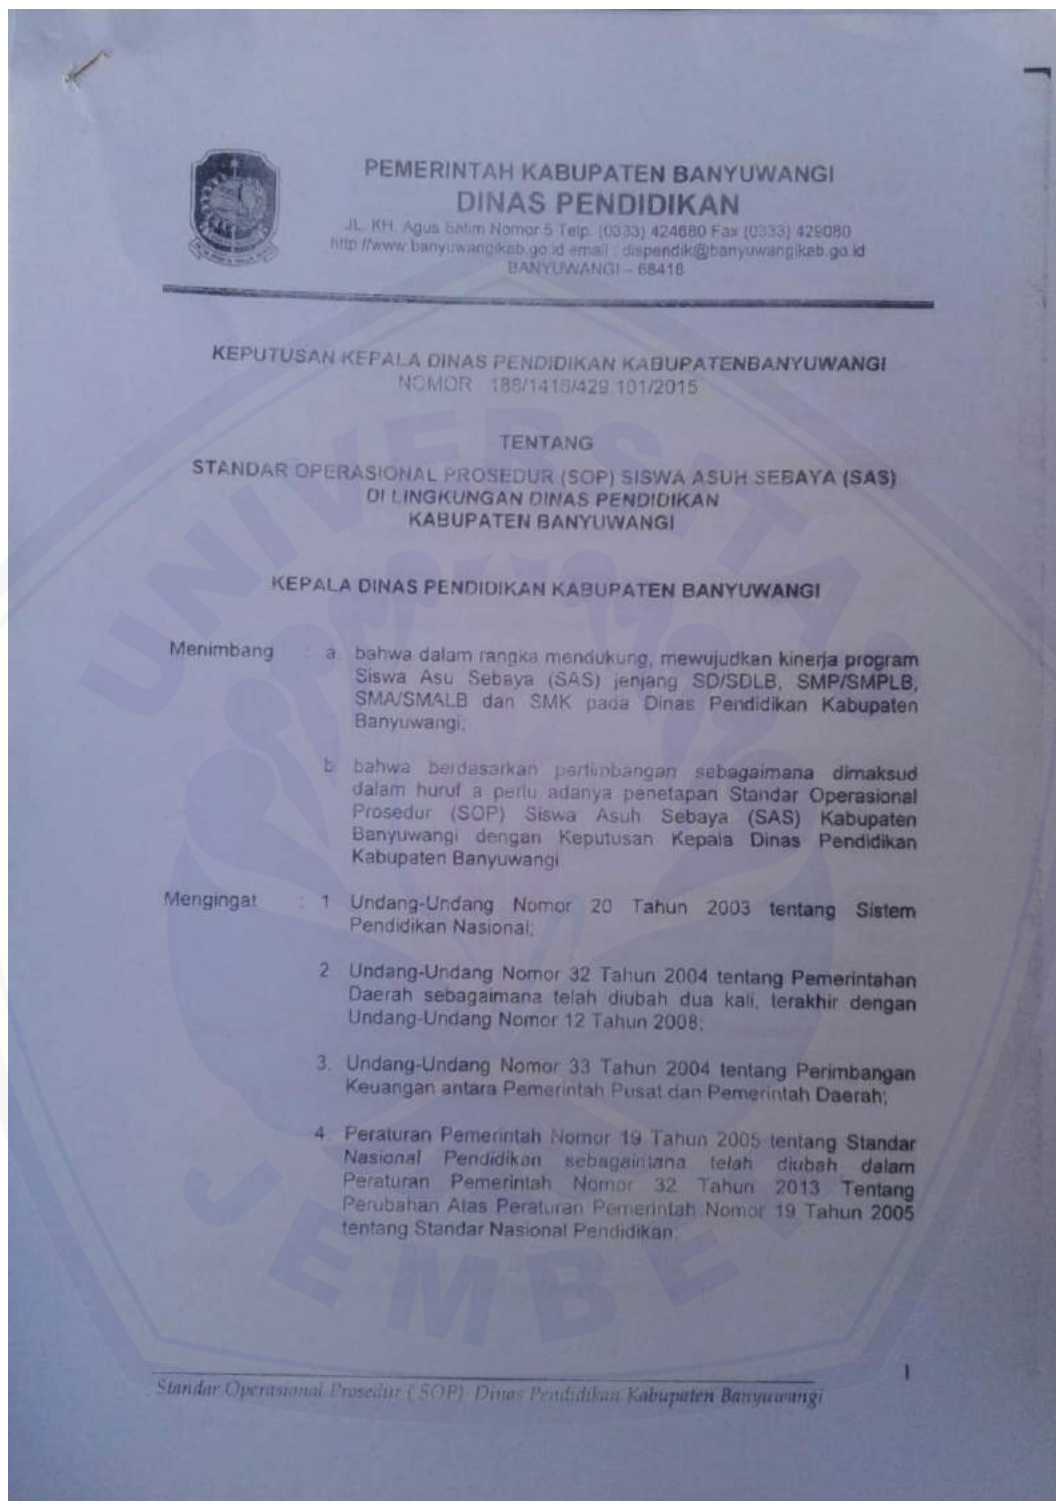 PEMERINTAH KABUPATEN BANYUWANGI
DINAS PENDIDIKAN
JL. KH. Agus Salim Nomor 5 Telp. (0333) 424680 Fax (0333) 429080
http://www.banyuwangikab.go.id email : dispendik@banyuwangikab.go.id
BANYUWANGI – 68418
KEPUTUSAN KEPALA DINAS PENDIDIKAN KABUPATENBANYUWANGI
NOMOR 188/1416/429.101/2015
TENTANG
STANDAR OPERASIONAL PROSEDUR (SOP) SISWA ASUH SEBAYA (SAS)
DI LINGKUNGAN DINAS PENDIDIKAN
KABUPATEN BANYUWANGI
KEPALA DINAS PENDIDIKAN KABUPATEN BANYUWANGI
Menimbang : a. bahwa dalam rangka mendukung, mewujudkan kinerja program
Siswa Asu Sebaya (SAS) jenjang SD/SDLB, SMP/SMPLB,
SMA/SMALB dan SMK pada Dinas Pendidikan Kabupaten
Banyuwangi;
b. bahwa berdasarkan pertimbangan sebagaimana dimaksud
dalam huruf a perlu adanya penetapan Standar Operasional
Prosedur (SOP) Siswa Asuh Sebaya (SAS) Kabupaten
Banyuwangi dengan Keputusan Kepala Dinas Pendidikan
Kabupaten Banyuwangi
Mengingat : 1. Undang-Undang Nomor 20 Tahun 2003 tentang Sistem
Pendidikan Nasional;
2. Undang-Undang Nomor 32 Tahun 2004 tentang Pemerintahan
Daerah sebagaimana telah diubah dua kali, terakhir dengan
Undang-Undang Nomor 12 Tahun 2008;
3. Undang-Undang Nomor 33 Tahun 2004 tentang Perimbangan
Keuangan antara Pemerintah Pusat dan Pemerintah Daerah;
4. Peraturan Pemerintah Nomor 19 Tahun 2005 tentang Standar
Nasional Pendidikan sebagaimana telah diubah dalam
Peraturan Pemerintah Nomor 32 Tahun 2013 Tentang
Perubahan Atas Peraturan Pemerintah Nomor 19 Tahun 2005
tentang Standar Nasional Pendidikan;
1
Standar Operasional Prosedur ( SOP) Dinas Pendidikan Kabupaten Banyuwangi
UNIVERSITAS
JEMBER